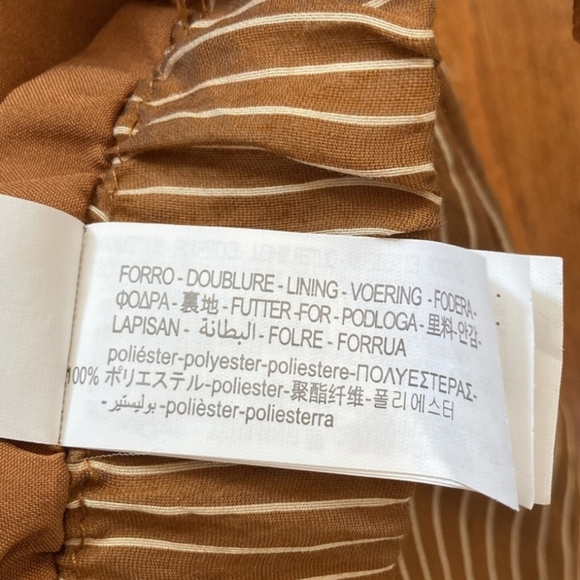 FORRO - DOUBLURE - LINING - VOERING - FODERA -
ΦΟΔΡΑ - 裏地 - FUTTER -FOR - PODLOGA - 里料-안감-
LAPISAN - البطانة - FOLRE - FORRUA
poliéster-polyester-poliestere-ΠΟΛΥΕΣΤΕΡΑΣ-
100% ポリエステル-poliester-聚酯纤维-폴리에스터
- بوليستير-polièster-poliesterra